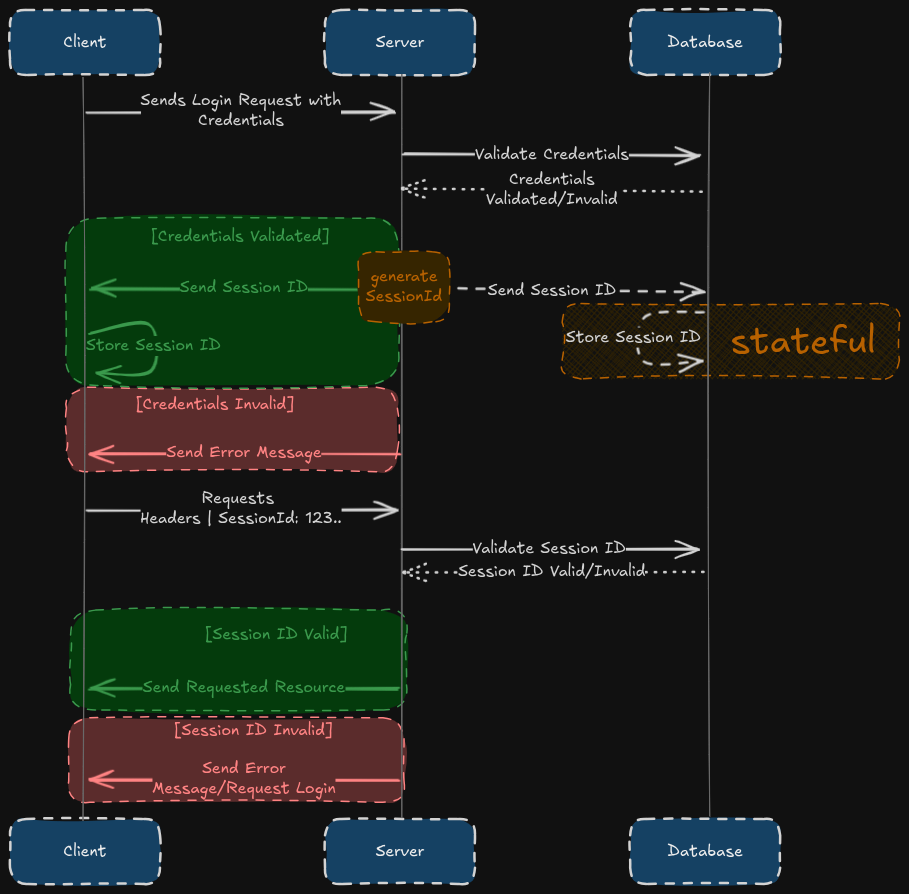 Client
Server
Database
Sends Login Request with
Credentials
Validate Credentials
Credentials
Validated/Invalid
[Credentials Validated]
generate
SessionId
Send Session ID
Send Session ID
Store Session ID
Store Session ID
stateful
[Credentials Invalid]
Send Error Message
Requests
Headers | SessionId: 123..
Validate Session ID
Session ID Valid/Invalid
[Session ID Valid]
Send Requested Resource
[Session ID Invalid]
Send Error
Message/Request Login
Client
Server
Database